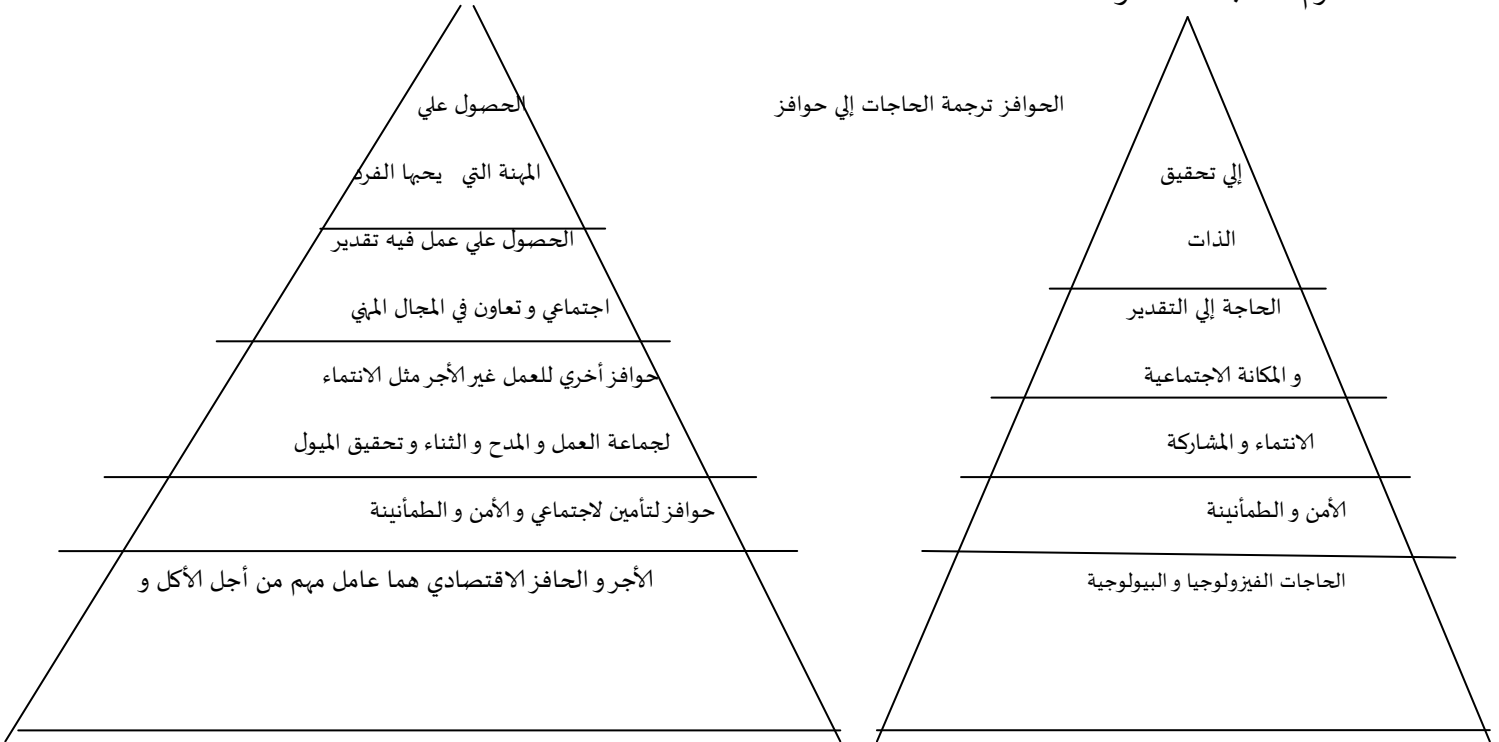 الحوافز ترجمة الحاجات إلي حوافز
إلي تحقيق
الذات
الحاجة إلي التقدير
و المكانة الاجتماعية
الانتماء و المشاركة
الأمن و الطمأنينة
الحاجات الفيزولوجيا و البيولوجية
الحصول علي
المهنة التي يحبها الفرد
الحصول علي عمل فيه تقدير
اجتماعي و تعاون في المجال المهني
حوافز أخري للعمل غير الأجر مثل الانتماء
لجماعة العمل و المدح و الثناء و تحقيق الميول
حوافز لتأمين لاجتماعي و الأمن و الطمأنينة
الأجر و الحافز الاقتصادي هما عامل مهم من أجل الأكل و